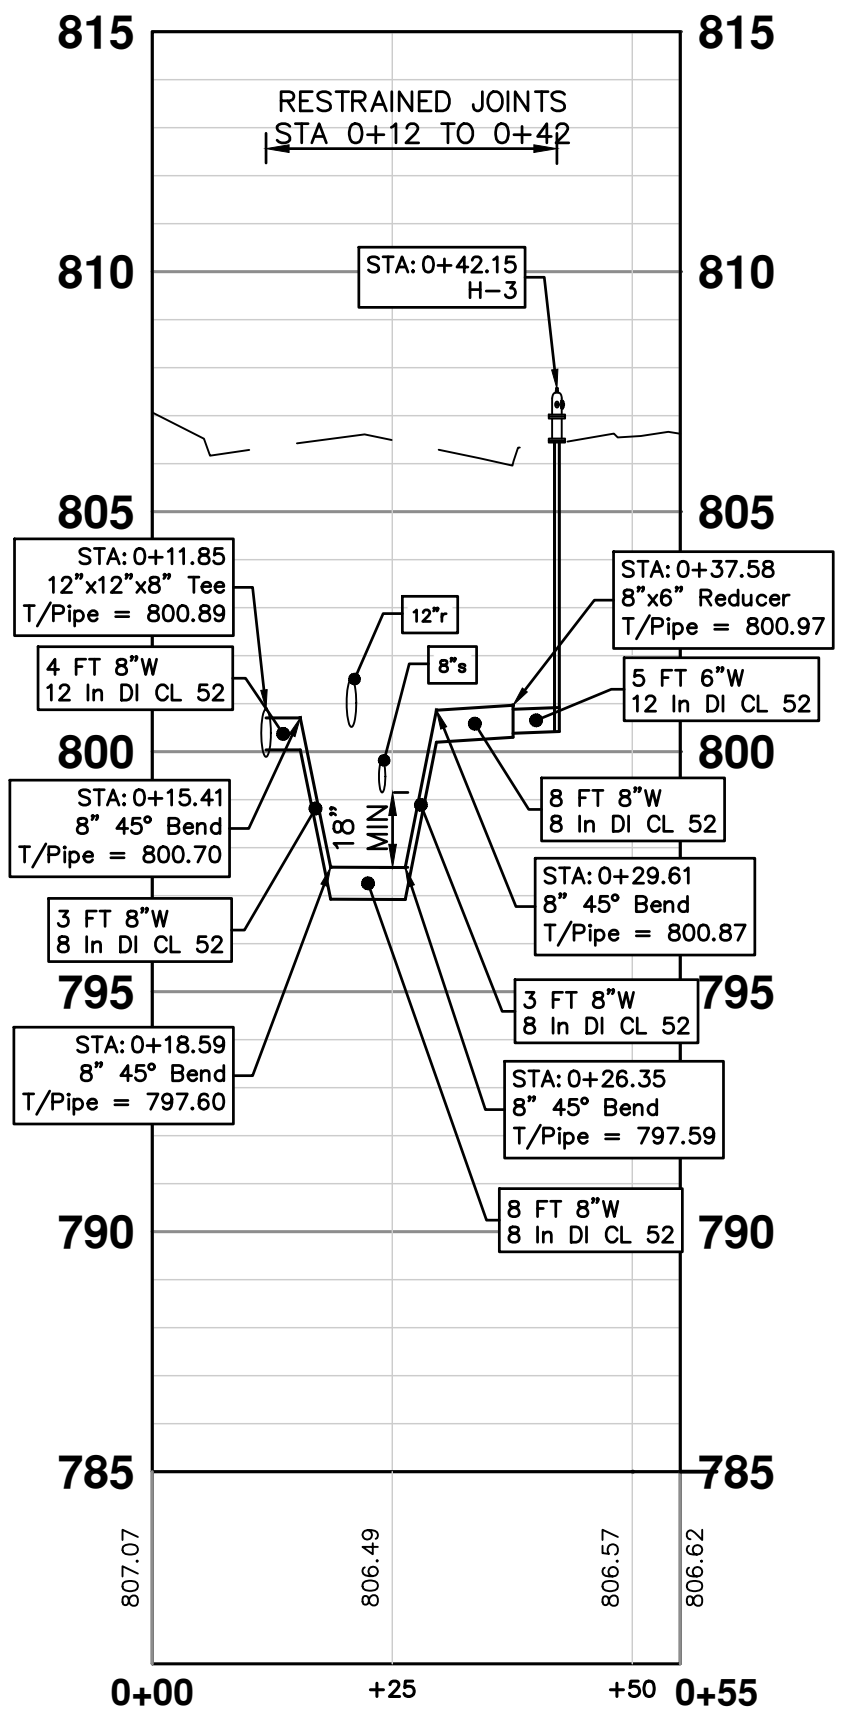 815
815
RESTRAINED JOINTS
STA 0+12 TO 0+42
810
STA: 0+42.15
H-3
810
805
805
STA: 0+11.85
12"x12"x8" Tee
T/Pipe = 800.89
STA: 0+37.58
8"x6" Reducer
T/Pipe = 800.97
12"r
4 FT 8"W
12 In DI CL 52
8"s
5 FT 6"W
12 In DI CL 52
800
800
STA: 0+15.41
8" 45° Bend
T/Pipe = 800.70
18"
MIN
8 FT 8"W
8 In DI CL 52
STA: 0+29.61
8" 45° Bend
T/Pipe = 800.87
3 FT 8"W
8 In DI CL 52
795
795
3 FT 8"W
8 In DI CL 52
STA: 0+18.59
8" 45° Bend
T/Pipe = 797.60
STA: 0+26.35
8" 45° Bend
T/Pipe = 797.59
8 FT 8"W
8 In DI CL 52
790
790
785
785
807.07
806.49
806.57
806.62
0+00
+25
+50
0+55